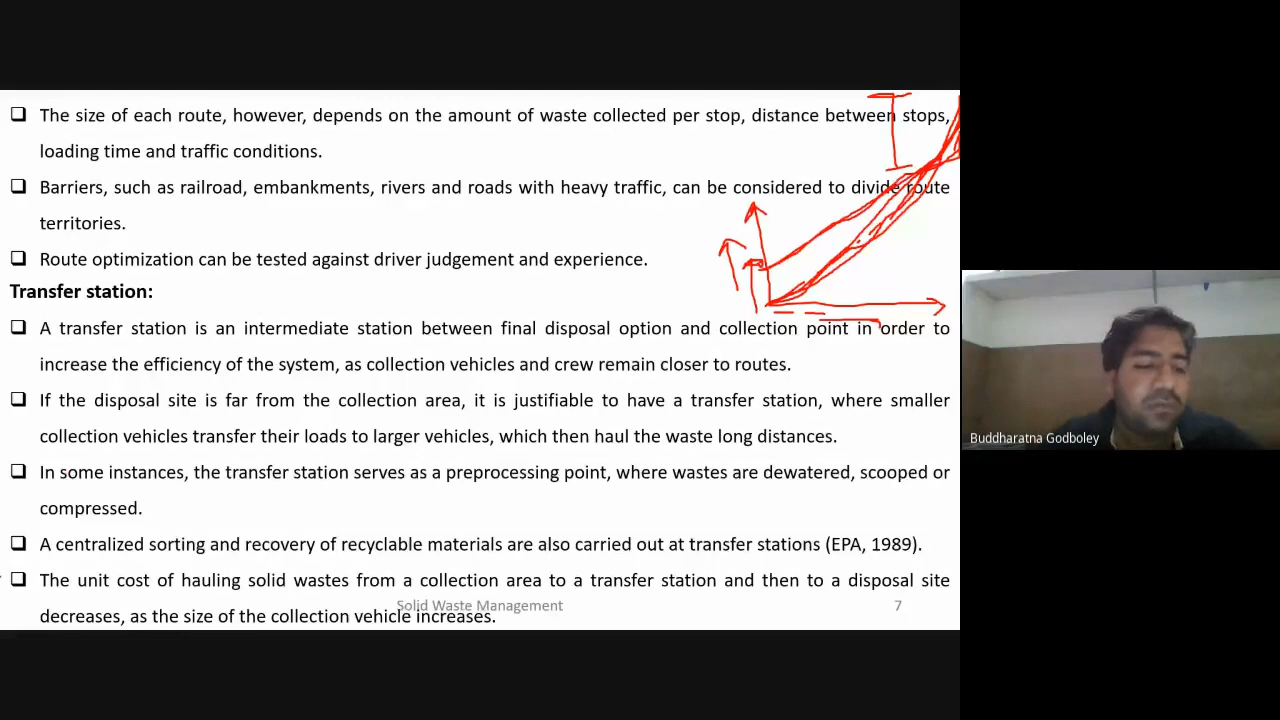 ❑ The size of each route, however, depends on the amount of waste collected per stop, distance between stops,
loading time and traffic conditions.
❑ Barriers, such as railroad, embankments, rivers and roads with heavy traffic, can be considered to divide route
territories.
❑ Route optimization can be tested against driver judgement and experience.
Transfer station:
❑ A transfer station is an intermediate station between final disposal option and collection point in order to
increase the efficiency of the system, as collection vehicles and crew remain closer to routes.
❑ If the disposal site is far from the collection area, it is justifiable to have a transfer station, where smaller
collection vehicles transfer their loads to larger vehicles, which then haul the waste long distances.
❑ In some instances, the transfer station serves as a preprocessing point, where wastes are dewatered, scooped or
compressed.
❑ A centralized sorting and recovery of recyclable materials are also carried out at transfer stations (EPA, 1989).
❑ The unit cost of hauling solid wastes from a collection area to a transfer station and then to a disposal site
decreases, as the size of the collection vehicle increases.
Solid Waste Management 7
Buddharatna Godboley